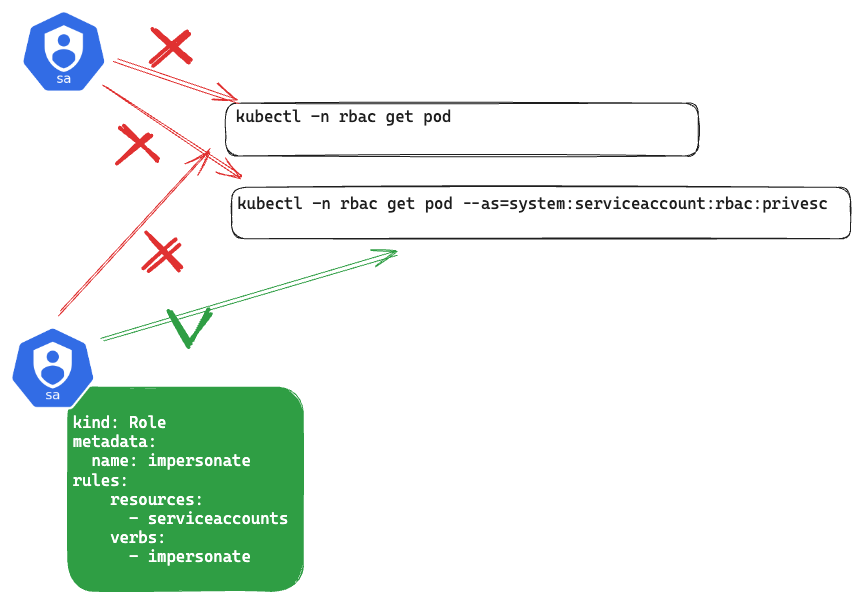 sa
kubectl -n rbac get pod
kubectl -n rbac get pod --as=system:serviceaccount:rbac:privesc
sa
kind: Role
metadata:
  name: impersonate
rules:
    resources:
      - serviceaccounts
    verbs:
      - impersonate